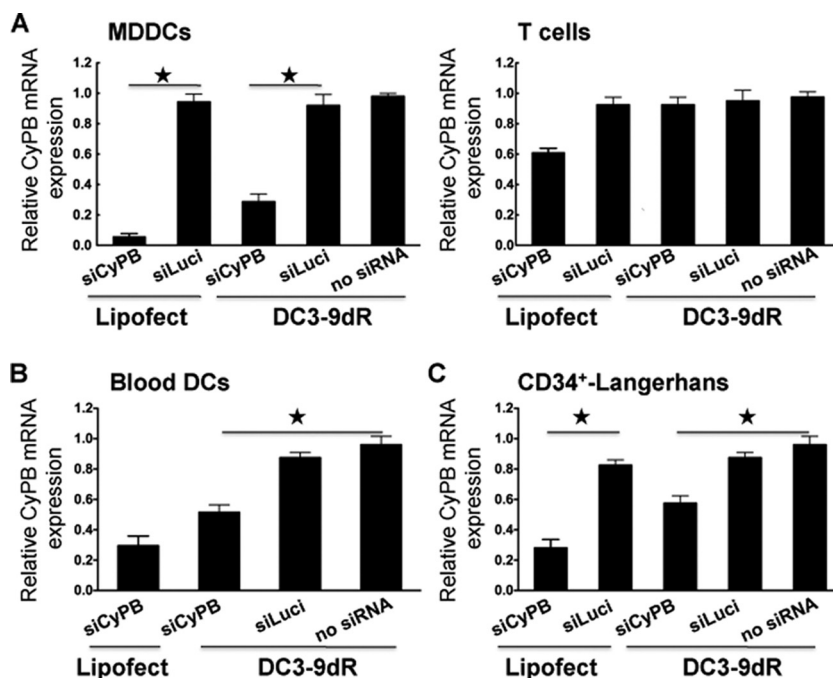 A
MDDCs
Relative CyPB mRNA
expression
1.2
1.0
0.8
0.6
0.4
0.2
0.0
siCyPB
siLuci
siCyPB
siLuci
no siRNA
Lipofect
DC3-9dR
T cells
Relative CyPB mRNA
expression
1.2
1.0
0.8
0.6
0.4
0.2
0.0
siCyPB
siLuci
siCyPB
siLuci
no siRNA
Lipofect
DC3-9dR
B
Blood DCs
Relative CyPB mRNA
expression
1.2
1.0
0.8
0.6
0.4
0.2
0.0
siCyPB
siCyPB
siLuci
no siRNA
Lipofect
DC3-9dR
C
CD34⁺-Langerhans
Relative CyPB mRNA
expression
1.2
1.0
0.8
0.6
0.4
0.2
0.0
siCyPB
siLuci
siCyPB
siLuci
no siRNA
Lipofect
DC3-9dR